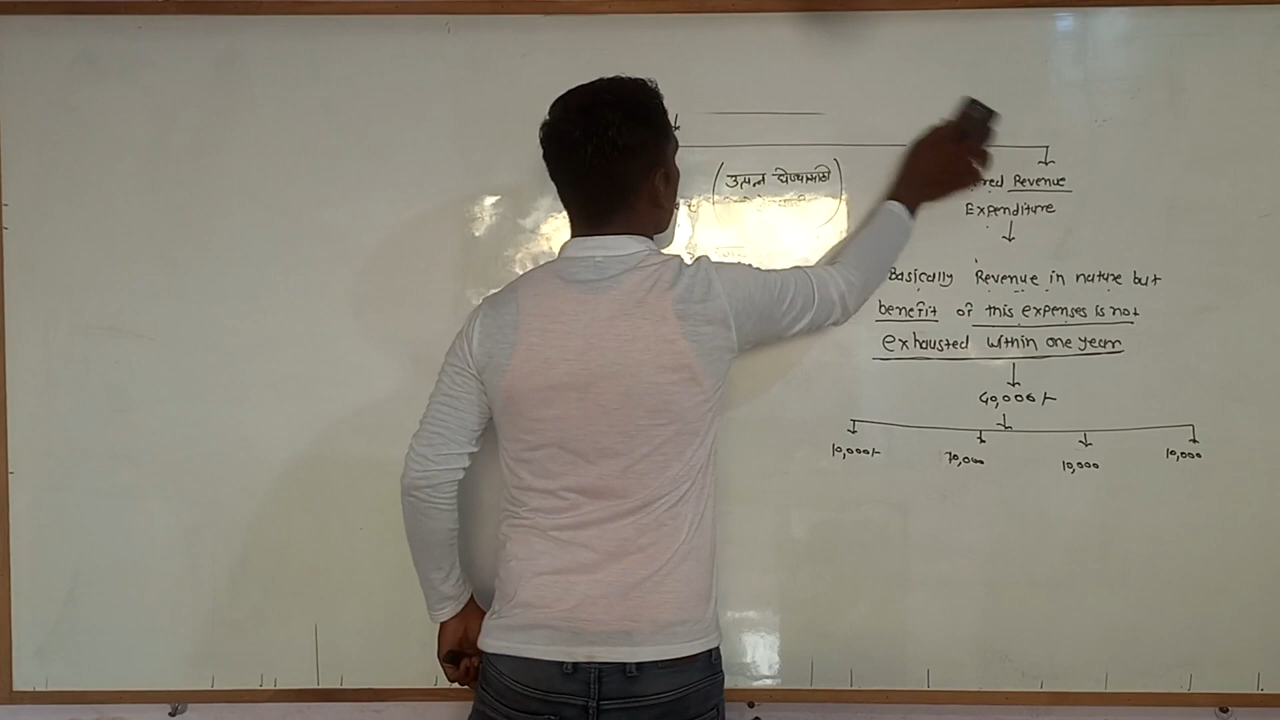 (उत्पन्न घेण्यासाठी)
red Revenue
Expenditure
Basically Revenue in nature but
benefit of this expenses is not
exhausted within one year
40,000/-
10,000/- 10,000 10,000 10,000